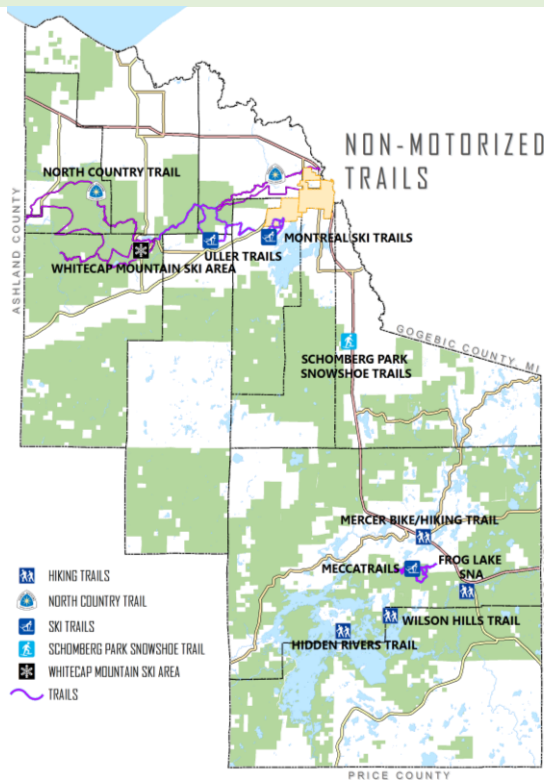 NON-MOTORIZED
TRAILS
NORTH COUNTRY TRAIL
ASHLAND COUNTY
MONTREAL SKI TRAILS
ULLER TRAILS
WHITECAP MOUNTAIN SKI AREA
GOGEBIC COUNTY, MI
SCHOMBERG PARK
SNOWSHOE TRAILS
MERCER BIKE/HIKING TRAIL
MECCATRAILS
FROG LAKE
SNA
WILSON HILLS TRAIL
HIDDEN RIVERS TRAIL
HIKING TRAILS
NORTH COUNTRY TRAIL
SKI TRAILS
SCHOMBERG PARK SNOWSHOE TRAIL
WHITECAP MOUNTAIN SKI AREA
TRAILS
PRICE COUNTY